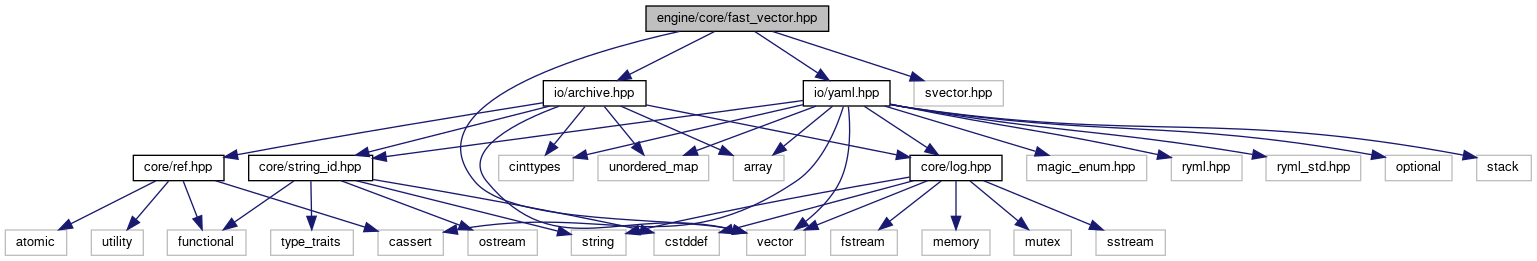 engine/core/fast_vector.hpp
io/archive.hpp
io/yaml.hpp
svector.hpp
core/ref.hpp
core/string_id.hpp
cinttypes
unordered_map
array
core/log.hpp
magic_enum.hpp
ryml.hpp
ryml_std.hpp
optional
stack
atomic
utility
functional
type_traits
cassert
ostream
string
cstddef
vector
fstream
memory
mutex
sstream